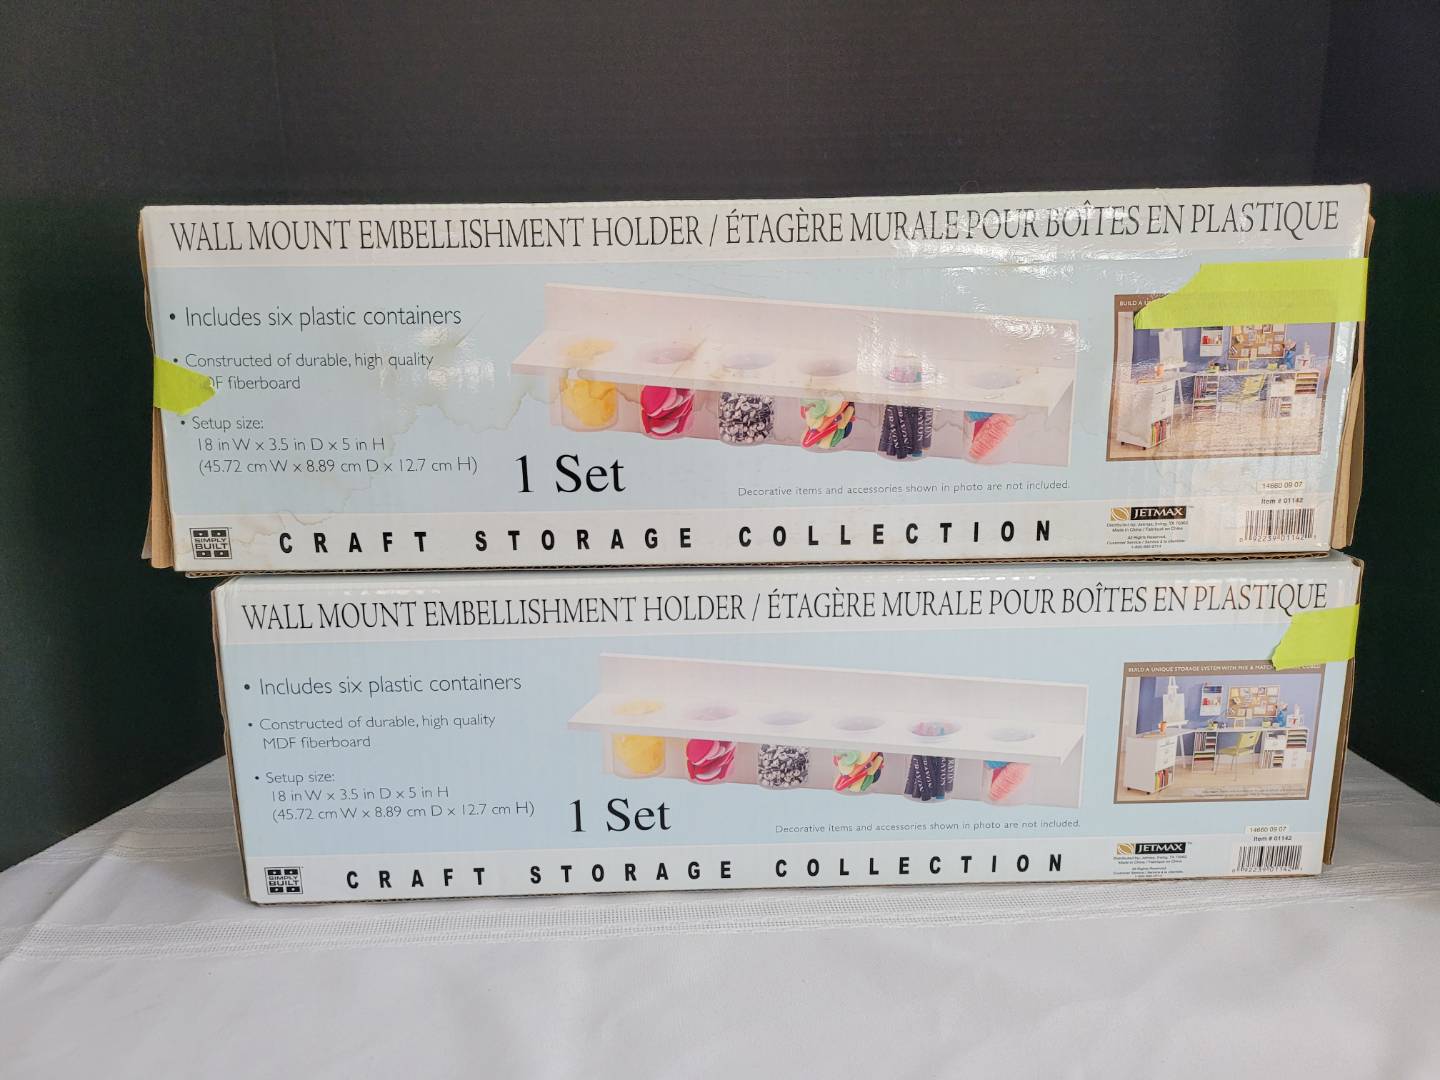 WALL MOUNT EMBELLISHMENT HOLDER / ÉTAGÈRE MURALE POUR BOÎTES EN PLASTIQUE
• Includes six plastic containers
• Constructed of durable, high quality
DF fiberboard
• Setup size:
18 in W x 3.5 in D x 5 in H
(45.72 cm W x 8.89 cm D x 12.7 cm H)
1 Set
Decorative items and accessories shown in photo are not included.
BUILD A
14660 09 07
Item # 01142
JETMAX
SIMPLY
BUILT
CRAFT STORAGE COLLECTION
WALL MOUNT EMBELLISHMENT HOLDER / ÉTAGÈRE MURALE POUR BOÎTES EN PLASTIQUE
• Includes six plastic containers
• Constructed of durable, high quality
MDF fiberboard
• Setup size:
18 in W x 3.5 in D x 5 in H
(45.72 cm W x 8.89 cm D x 12.7 cm H)
1 Set
Decorative items and accessories shown in photo are not included.
BUILD A UNIQUE STORAGE SYSTEM WITH MIX & MATCH
14660 09 07
Item # 01142
JETMAX
SIMPLY
BUILT
CRAFT STORAGE COLLECTION